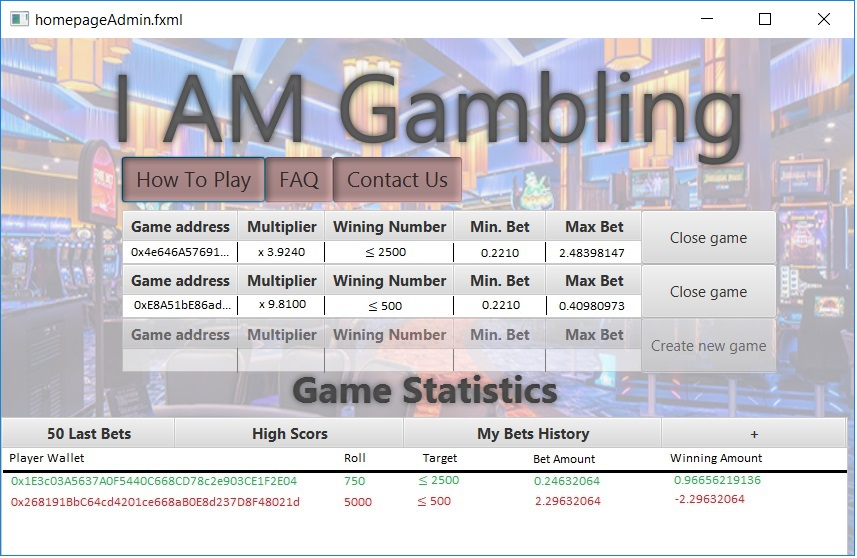 homepageAdmin.fxml
I AM Gambling
How To Play FAQ Contact Us
Game address Multiplier Wining Number Min. Bet Max Bet Close game
0x4e646A57691... x 3.9240 ≤ 2500 0.2210 2.48398147
Game address Multiplier Wining Number Min. Bet Max Bet Close game
0xE8A51bE86ad... x 9.8100 ≤ 500 0.2210 0.40980973
Game address Multiplier Wining Number Min. Bet Max Bet Create new game
Game Statistics
50 Last Bets High Scors My Bets History +
Player Wallet Roll Target Bet Amount Winning Amount
0x1E3c03A5637A0F5440C668CD78c2e903CE1F2E04 750 ≤ 2500 0.24632064 0.96656219136
0x268191BbC64cd4201ce668aB0E8d237D8F48021d 5000 ≤ 500 2.29632064 -2.29632064